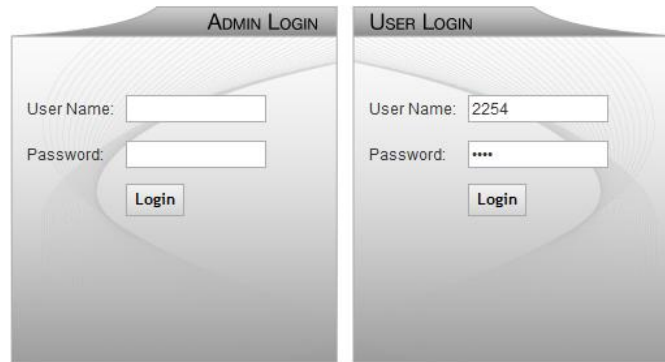 ADMIN LOGIN
User Name:
Password:
Login
USER LOGIN
User Name: 2254
Password: ••••
Login